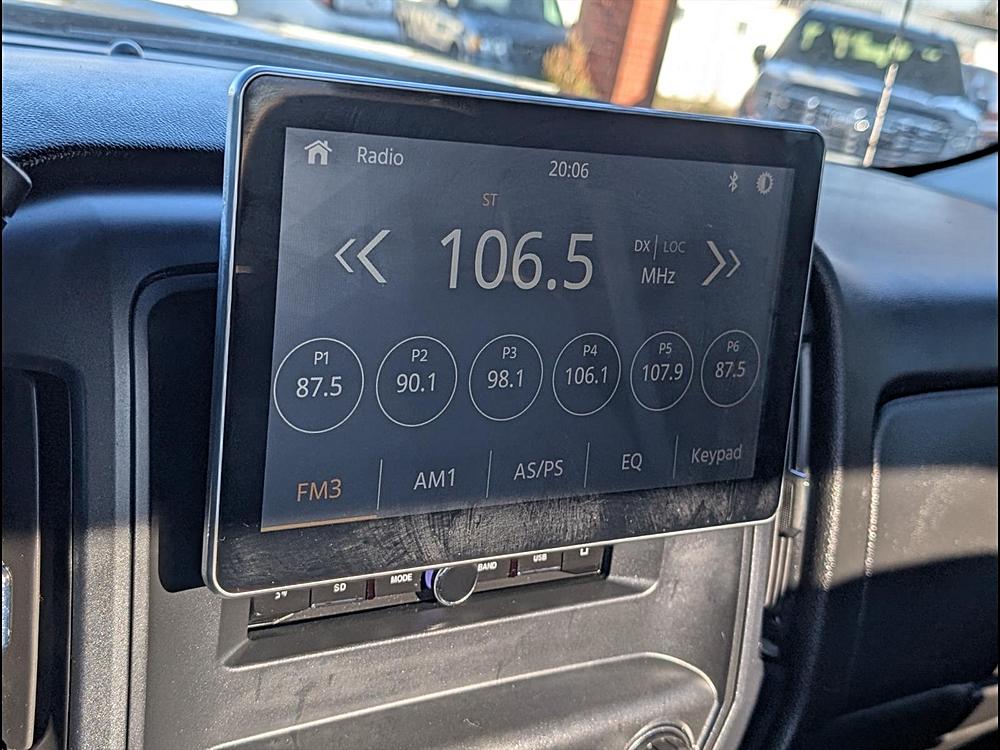 Radio
20:06
ST
106.5
DX | LOC
MHz
P1
87.5
P2
90.1
P3
98.1
P4
106.1
P5
107.9
P6
87.5
FM3
AM1
AS/PS
EQ
Keypad
SD
MODE
BAND
USB